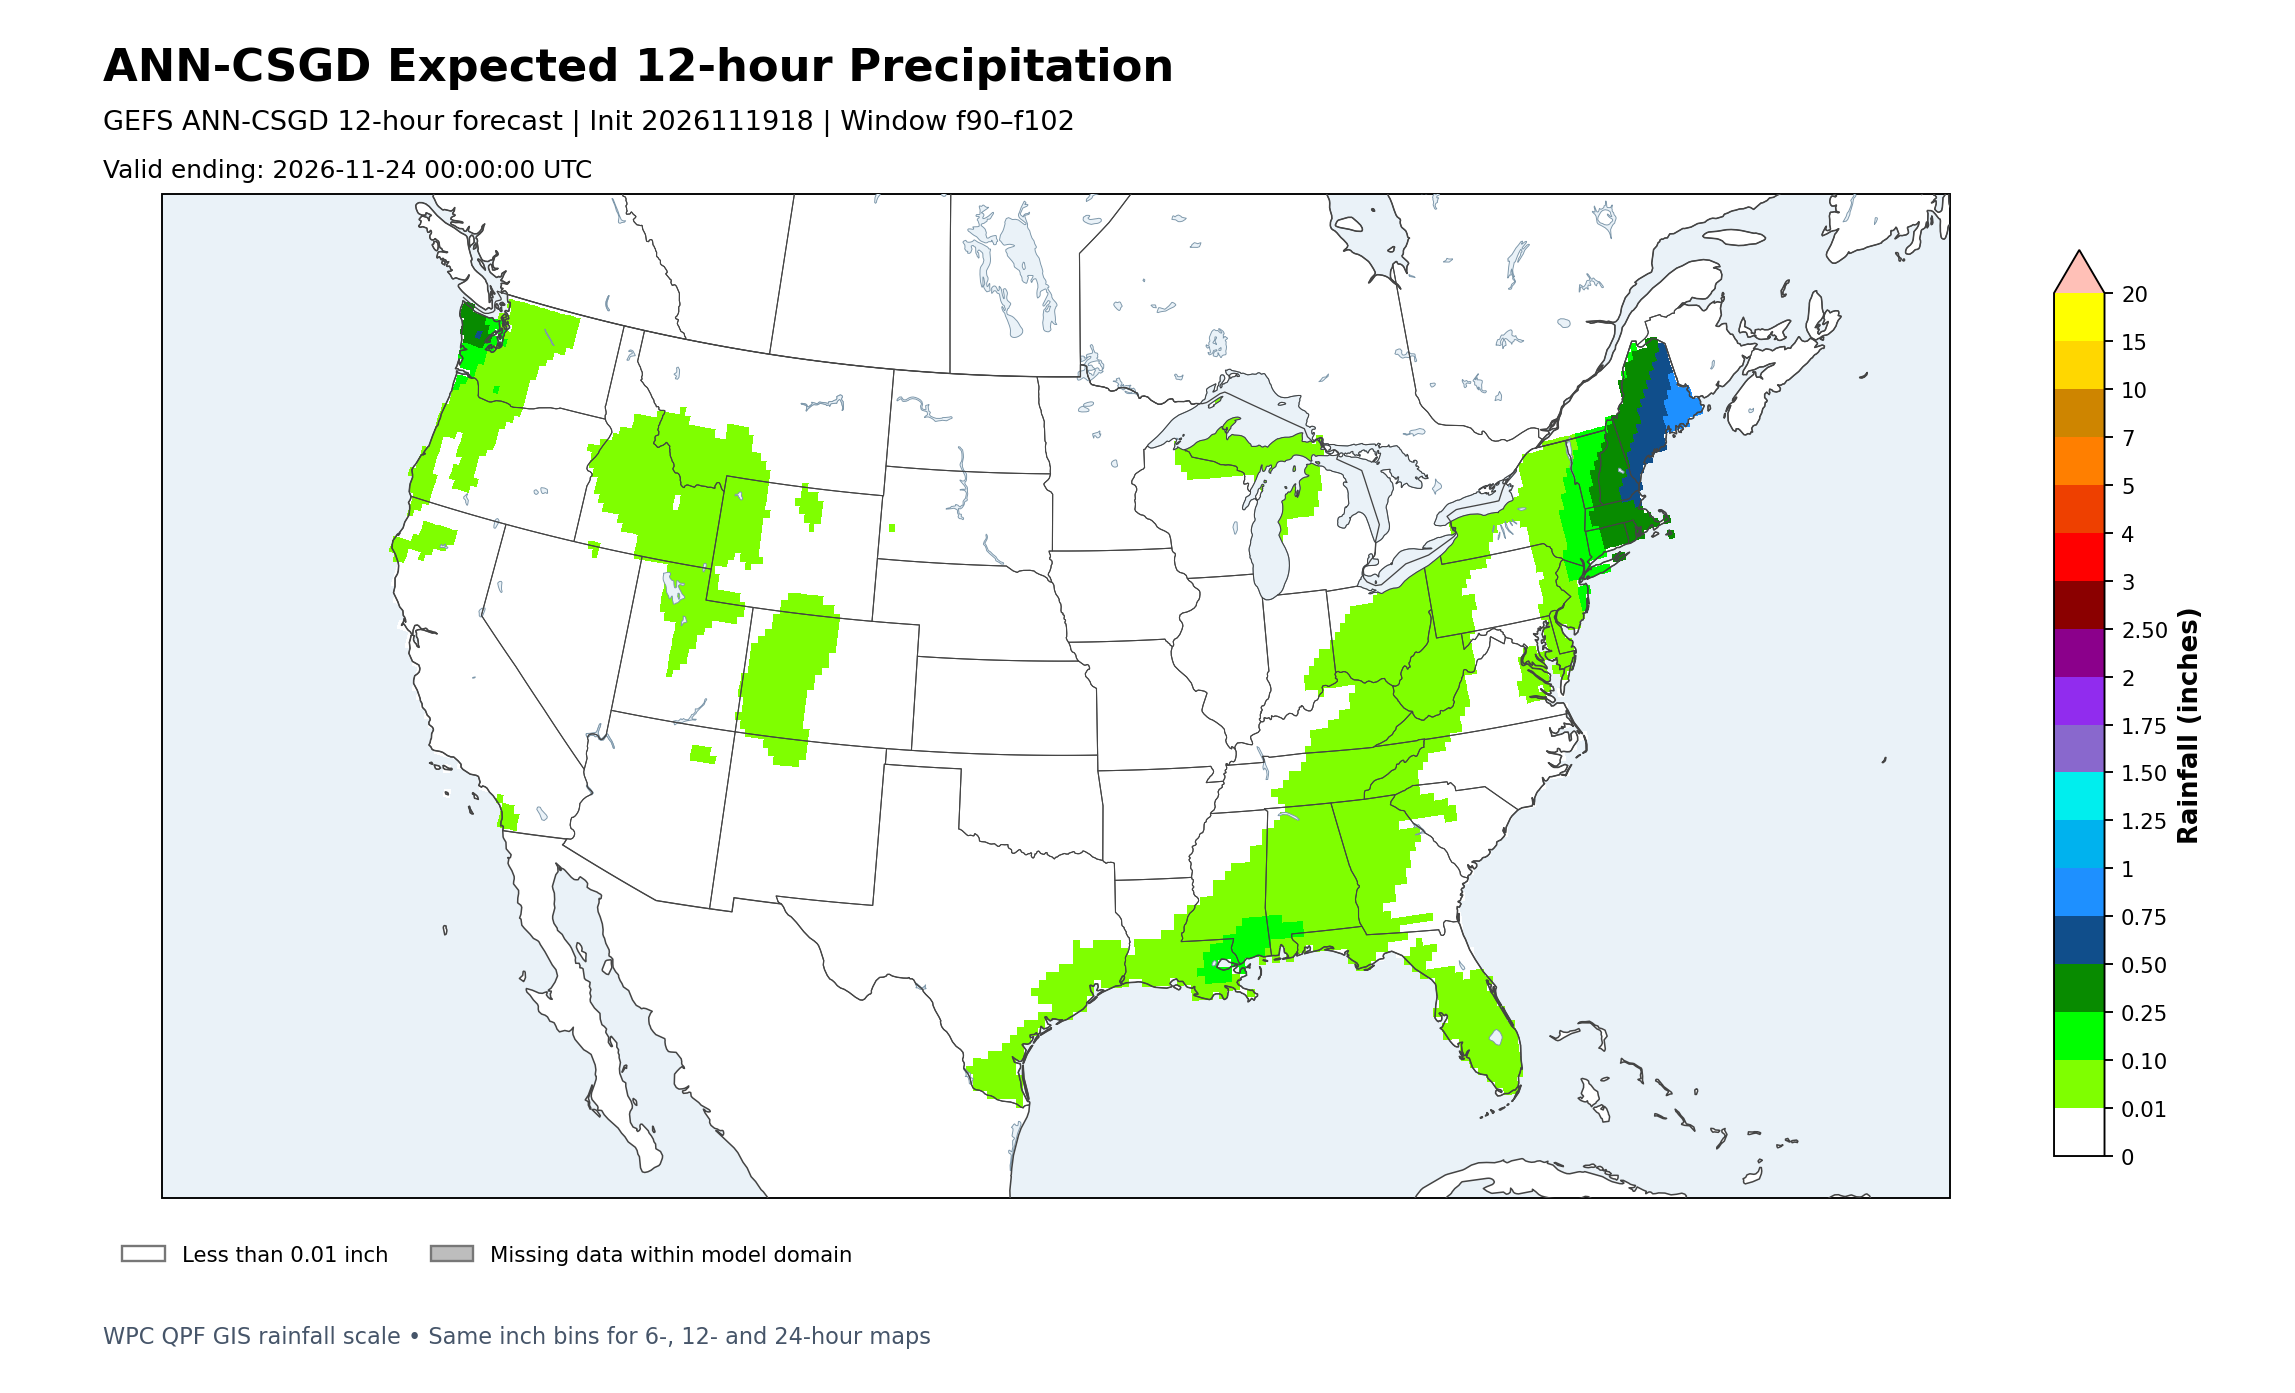 ANN-CSGD Expected 12-hour Precipitation
GEFS ANN-CSGD 12-hour forecast | Init 2026111918 | Window f90–f102
Valid ending: 2026-11-24 00:00:00 UTC
20
15
10
7
5
4
3
2.50
2
1.75
1.50
1.25
1
0.75
0.50
0.25
0.10
0.01
0
Rainfall (inches)
Less than 0.01 inch
Missing data within model domain
WPC QPF GIS rainfall scale • Same inch bins for 6-, 12- and 24-hour maps